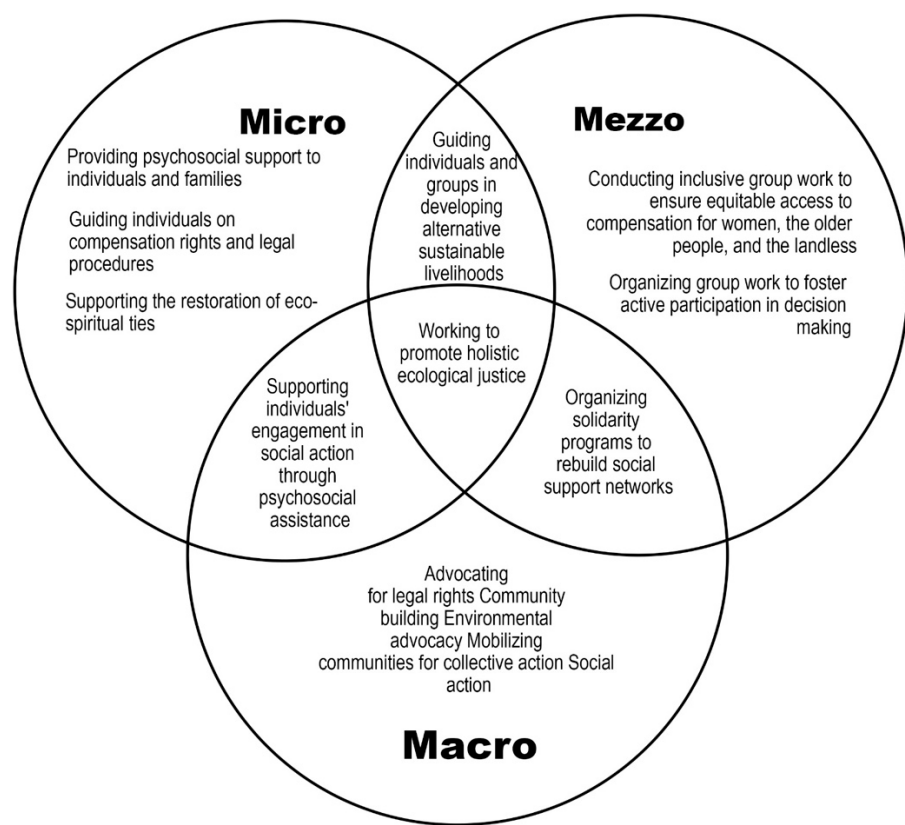 Micro
Providing psychosocial support to
individuals and families
Guiding individuals on
compensation rights and legal
procedures
Supporting the restoration of eco-
spiritual ties
Guiding
individuals and
groups in
developing
alternative
sustainable
livelihoods
Mezzo
Conducting inclusive group work to
ensure equitable access to
compensation for women, the older
people, and the landless
Organizing group work to foster
active participation in decision
making
Working to
promote holistic
ecological justice
Supporting
individuals'
engagement in
social action
through
psychosocial
assistance
Organizing
solidarity
programs to
rebuild social
support networks
Advocating
for legal rights Community
building Environmental
advocacy Mobilizing
communities for collective action Social
action
Macro